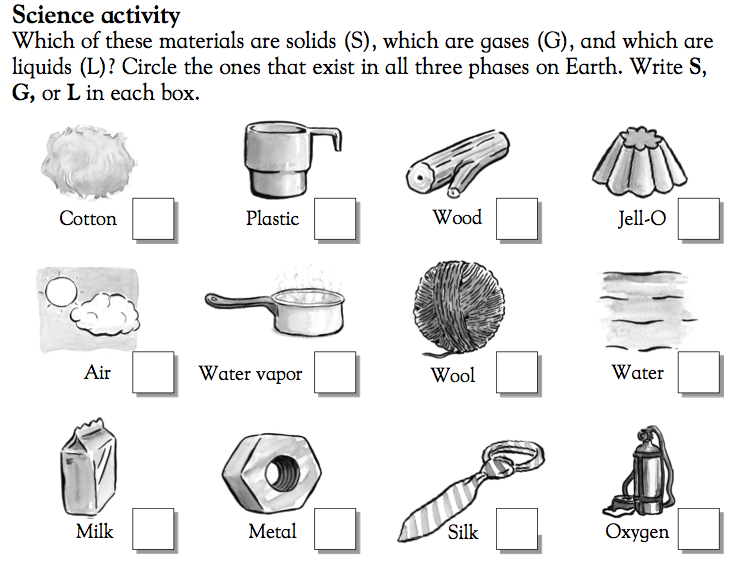 Science activity
Which of these materials are solids (S), which are gases (G), and which are
liquids (L)? Circle the ones that exist in all three phases on Earth. Write S,
G, or L in each box.
Cotton
Plastic
Wood
Jell-O
Air
Water vapor
Wool
Water
Milk
Metal
Silk
Oxygen